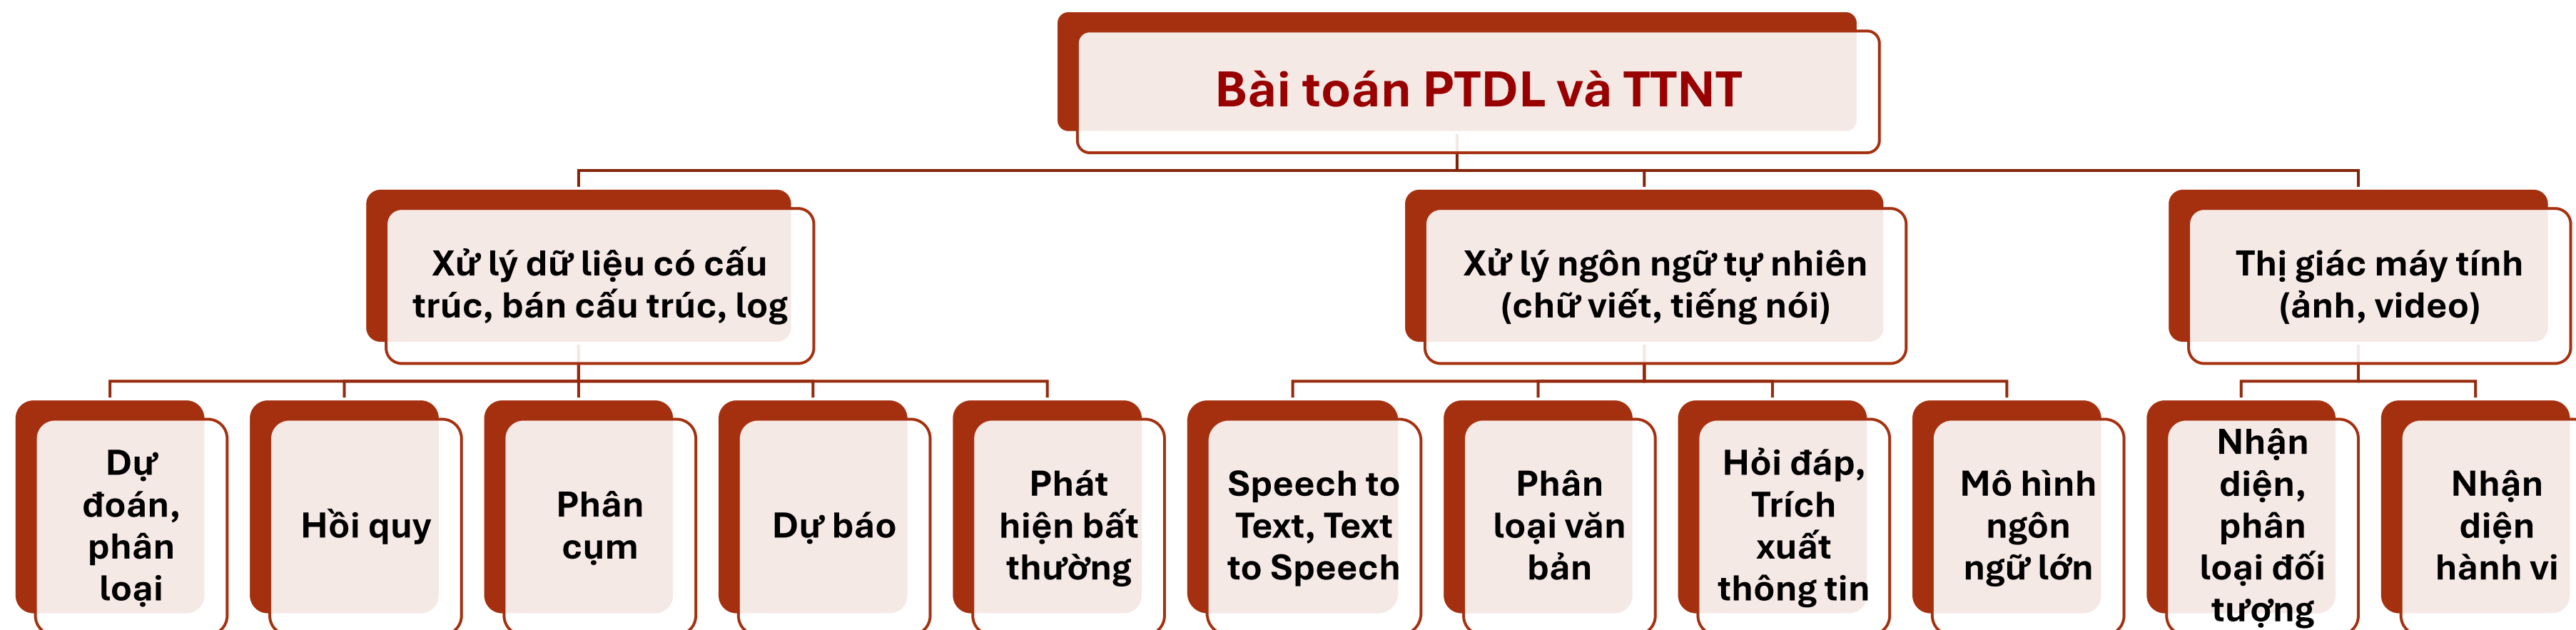 Bài toán PTDL và TTNT
Xử lý dữ liệu có cấu
trúc, bán cấu trúc, log
Xử lý ngôn ngữ tự nhiên
(chữ viết, tiếng nói)
Thị giác máy tính
(ảnh, video)
Dự
đoán,
phân
loại
Hồi quy
Phân
cụm
Dự báo
Phát
hiện bất
thường
Speech to
Text, Text
to Speech
Phân
loại văn
bản
Hỏi đáp,
Trích
xuất
thông tin
Mô hình
ngôn
ngữ lớn
Nhận
diện,
phân
loại đối
tượng
Nhận
diện
hành vi